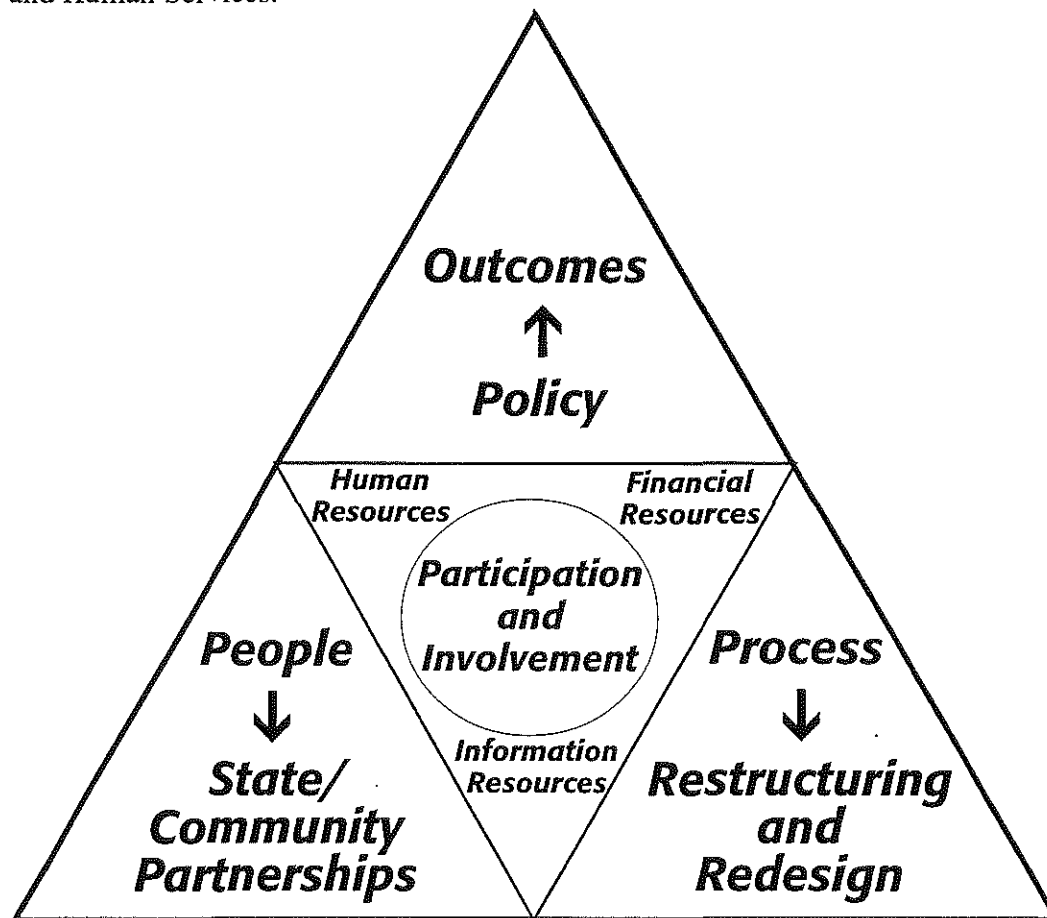 and Human Services.
Outcomes
↑
Policy
Human
Resources
Financial
Resources
Participation
and
Involvement
People
↓
State/
Community
Partnerships
Information
Resources
Process
↓
Restructuring
and
Redesign